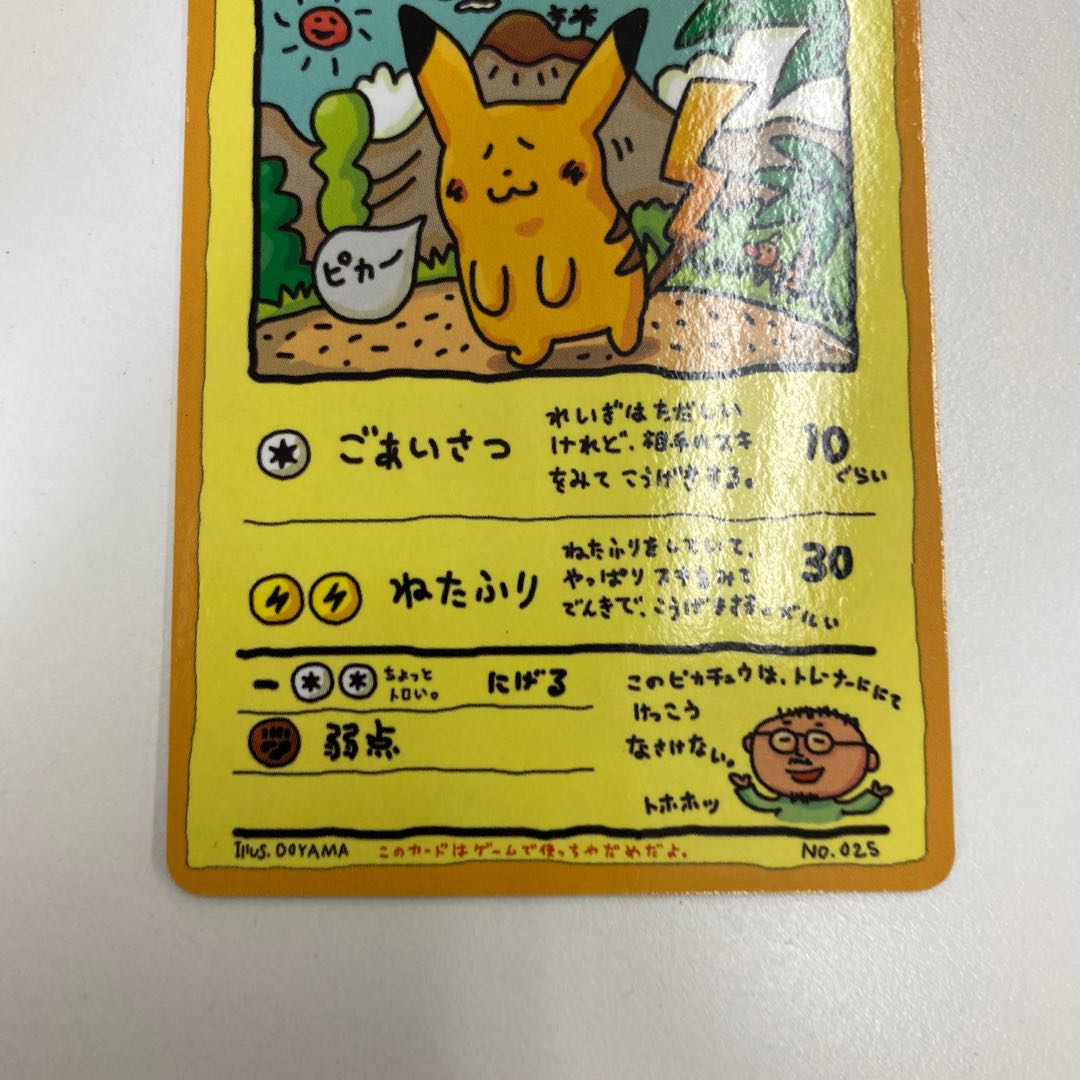 ピカー
ごあいさつ
れいぎはただしい
けれど、相手のスキ
をみてこうげきする。
10
ぐらい
ねたふり
ねたふりをしていて、
やっぱりスキをみて
でんきで、こうげきする。
30
ー
ちょっと
トロい。
にげる
弱点
このピカチュウは、トレーナーににて
けっこう
なさけない。
トホホッ
Illus. OOYAMA
このカードはゲームで使っちゃだめだよ。
NO. 025